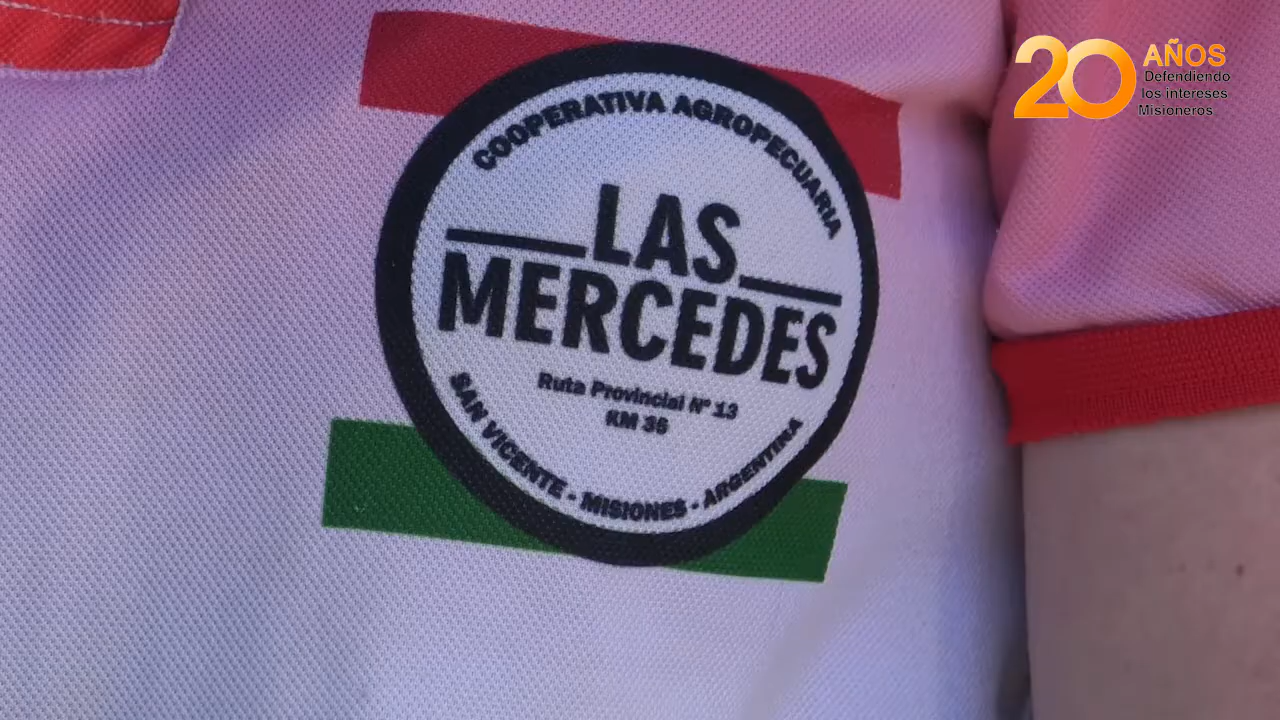 COOPERATIVA AGROPECUARIA
LAS
MERCEDES
Ruta Provincial Nº 13
KM 36
SAN VICENTE - MISIONES - ARGENTINA
20 AÑOS
Defendiendo
los intereses
Misioneros